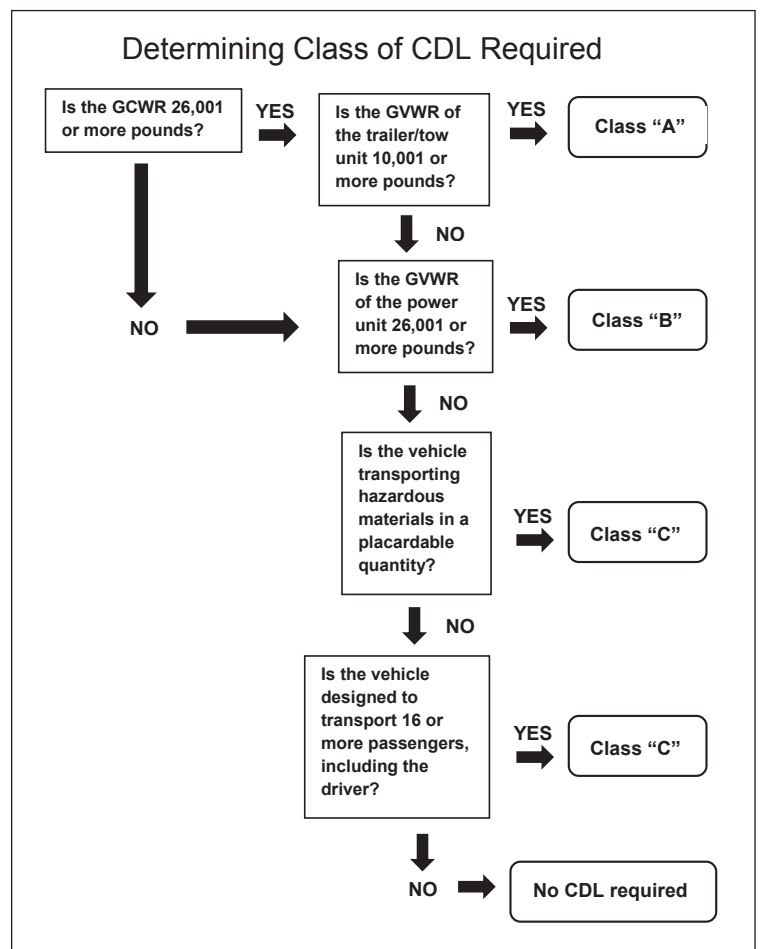 Determining Class of CDL Required
Is the GCWR 26,001
or more pounds?
YES
Is the GVWR of
the trailer/tow
unit 10,001 or
more pounds?
YES
Class “A”
NO
NO
Is the GVWR
of the power
unit 26,001 or
more pounds?
YES
Class “B”
NO
Is the vehicle
transporting
hazardous
materials in a
placardable
quantity?
YES
Class “C”
NO
Is the vehicle
designed to
transport 16 or
more passengers,
including the
driver?
YES
Class “C”
NO
No CDL required